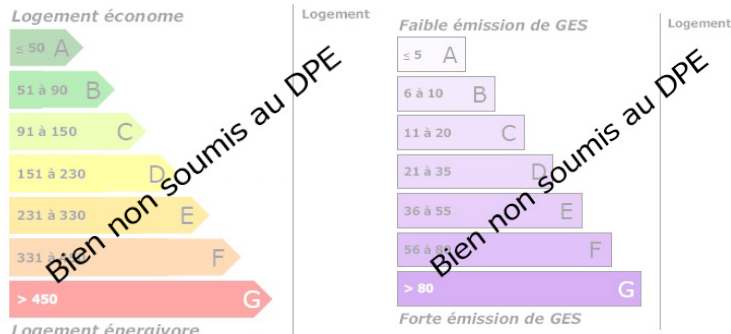 Logement économe
Logement
≤ 50 A
51 à 90 B
91 à 150 C
151 à 230 D
231 à 330 E
331 à F
> 450 G
Logement énergivore
Bien non soumis au DPE
Faible émission de GES
Logement
≤ 5 A
6 à 10 B
11 à 20 C
21 à 35 D
36 à 55 E
56 à 80 F
> 80 G
Forte émission de GES
Bien non soumis au DPE